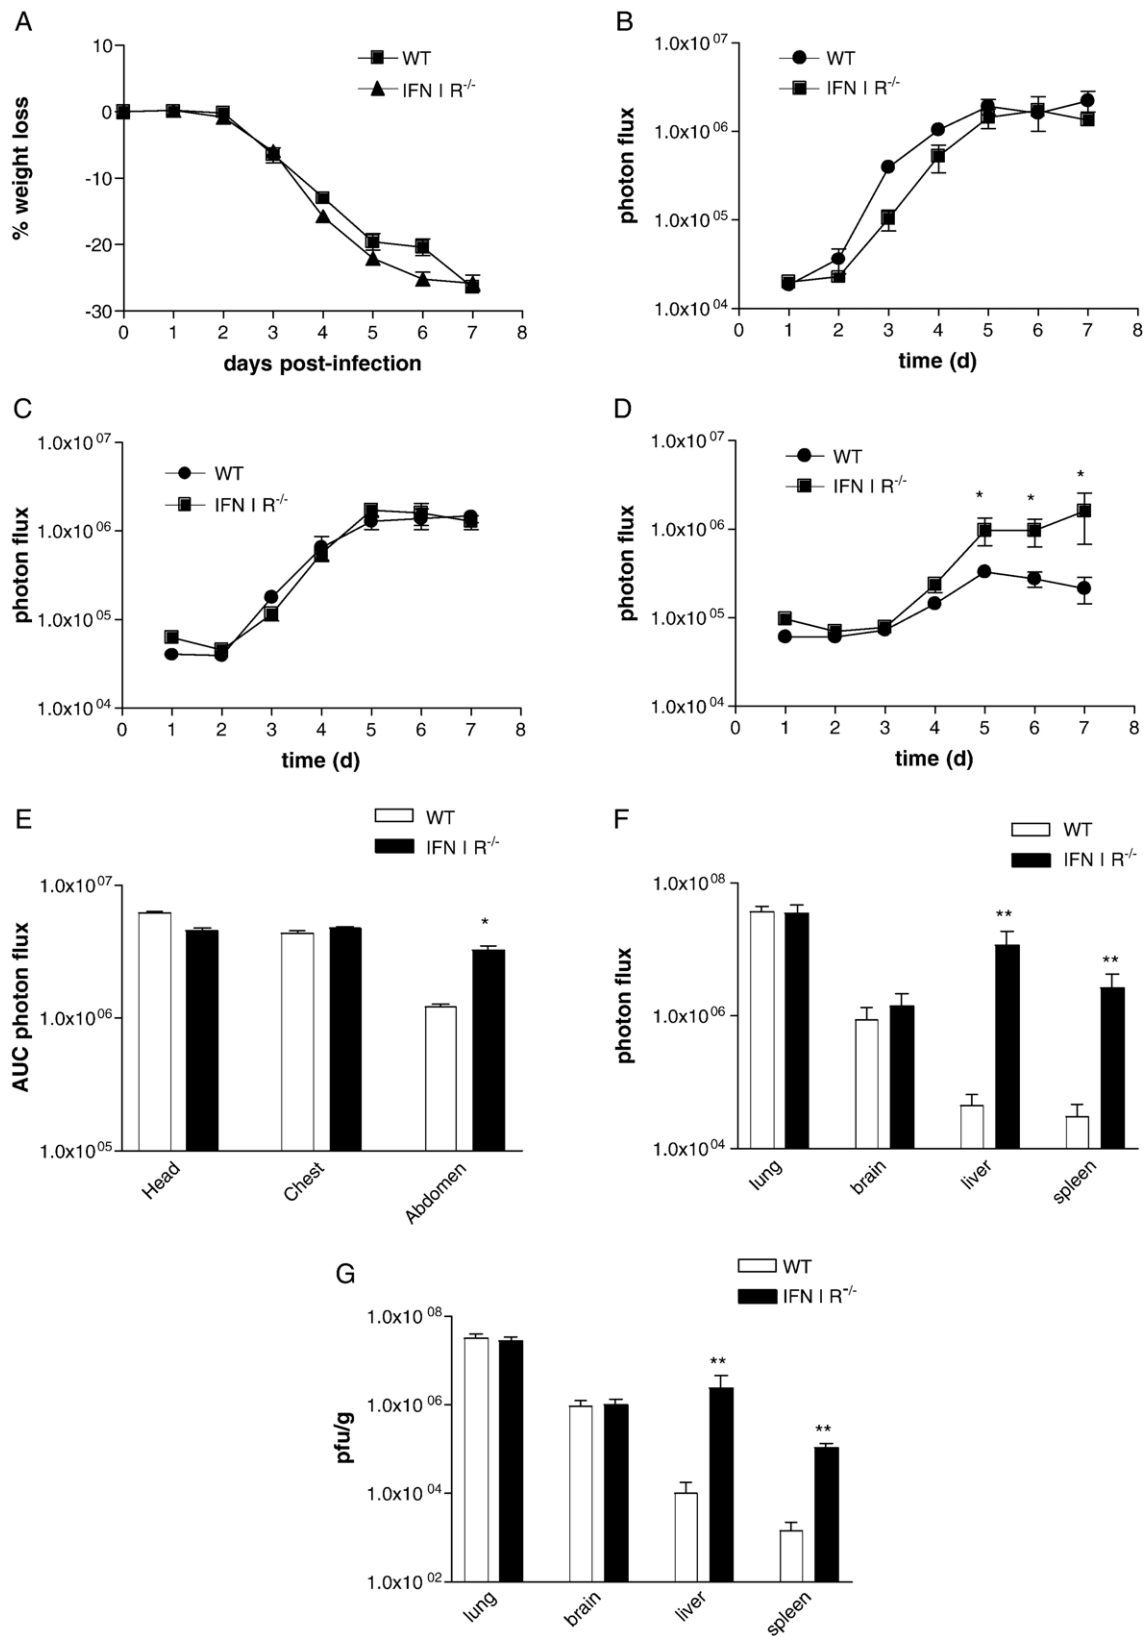 A
10
0
-10
-20
-30
% weight loss
WT
IFN I R-/-
0 1 2 3 4 5 6 7 8
days post-infection
B
1.0x10 07
1.0x10 06
1.0x10 05
1.0x10 04
photon flux
WT
IFN I R-/-
0 1 2 3 4 5 6 7 8
time (d)
C
1.0x10 07
1.0x10 06
1.0x10 05
1.0x10 04
photon flux
WT
IFN I R-/-
0 1 2 3 4 5 6 7 8
time (d)
D
1.0x10 07
1.0x10 06
1.0x10 05
1.0x10 04
photon flux
WT
IFN I R-/-
* * *
0 1 2 3 4 5 6 7 8
time (d)
E
WT
IFN I R-/-
1.0x10 07
1.0x10 06
1.0x10 05
AUC photon flux
*
Head Chest Abdomen
F
WT
IFN I R-/-
1.0x10 08
1.0x10 06
1.0x10 04
photon flux
** **
lung brain liver spleen
G
WT
IFN I R-/-
1.0x10 08
1.0x10 06
1.0x10 04
1.0x10 02
pfu/g
** **
lung brain liver spleen